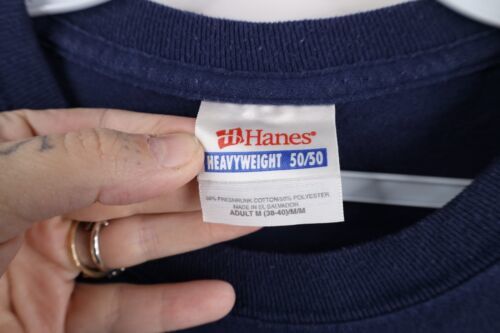 Hanes®
HEAVYWEIGHT 50/50
50% PRESHRUNK COTTON/50% POLYESTER
MADE IN EL SALVADOR
ADULT M (38-40)/M/M